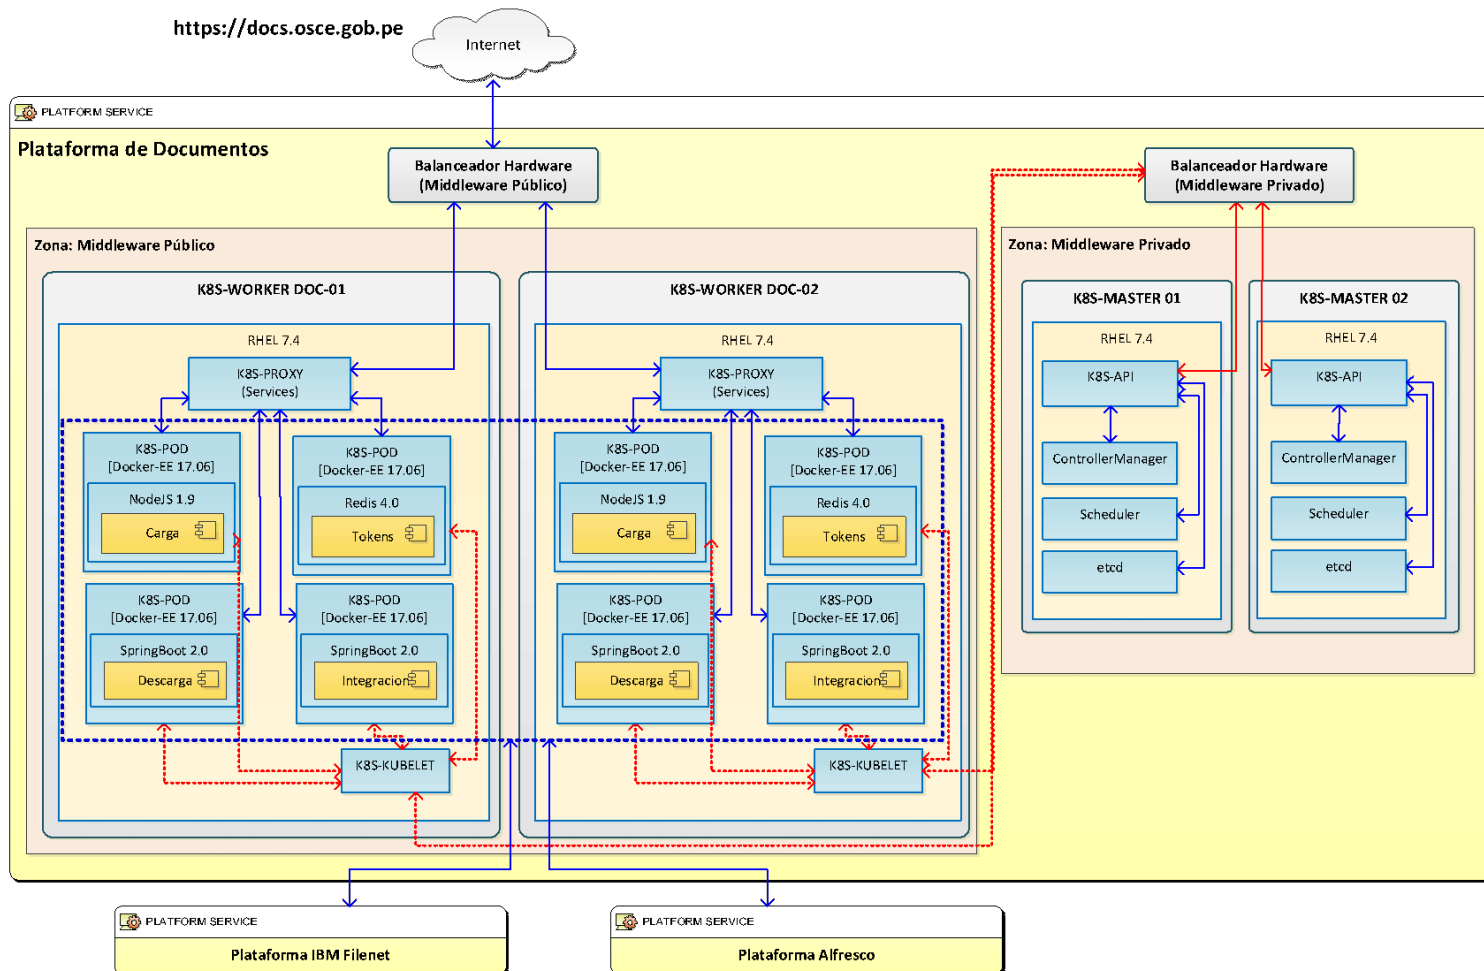 https://docs.osce.gob.pe
Internet
PLATFORM SERVICE
Plataforma de Documentos
Balanceador Hardware
(Middleware Público)
Balanceador Hardware
(Middleware Privado)
Zona: Middleware Público
K8S-WORKER DOC-01
RHEL 7.4
K8S-PROXY
(Services)
K8S-POD
[Docker-EE 17.06]
NodeJS 1.9
Carga
K8S-POD
[Docker-EE 17.06]
Redis 4.0
Tokens
K8S-POD
[Docker-EE 17.06]
SpringBoot 2.0
Descarga
K8S-POD
[Docker-EE 17.06]
SpringBoot 2.0
Integracion
K8S-KUBELET
K8S-WORKER DOC-02
RHEL 7.4
K8S-PROXY
(Services)
K8S-POD
[Docker-EE 17.06]
NodeJS 1.9
Carga
K8S-POD
[Docker-EE 17.06]
Redis 4.0
Tokens
K8S-POD
[Docker-EE 17.06]
SpringBoot 2.0
Descarga
K8S-POD
[Docker-EE 17.06]
SpringBoot 2.0
Integracion
K8S-KUBELET
Zona: Middleware Privado
K8S-MASTER 01
RHEL 7.4
K8S-API
ControllerManager
Scheduler
etcd
K8S-MASTER 02
RHEL 7.4
K8S-API
ControllerManager
Scheduler
etcd
PLATFORM SERVICE
Plataforma IBM Filenet
PLATFORM SERVICE
Plataforma Alfresco